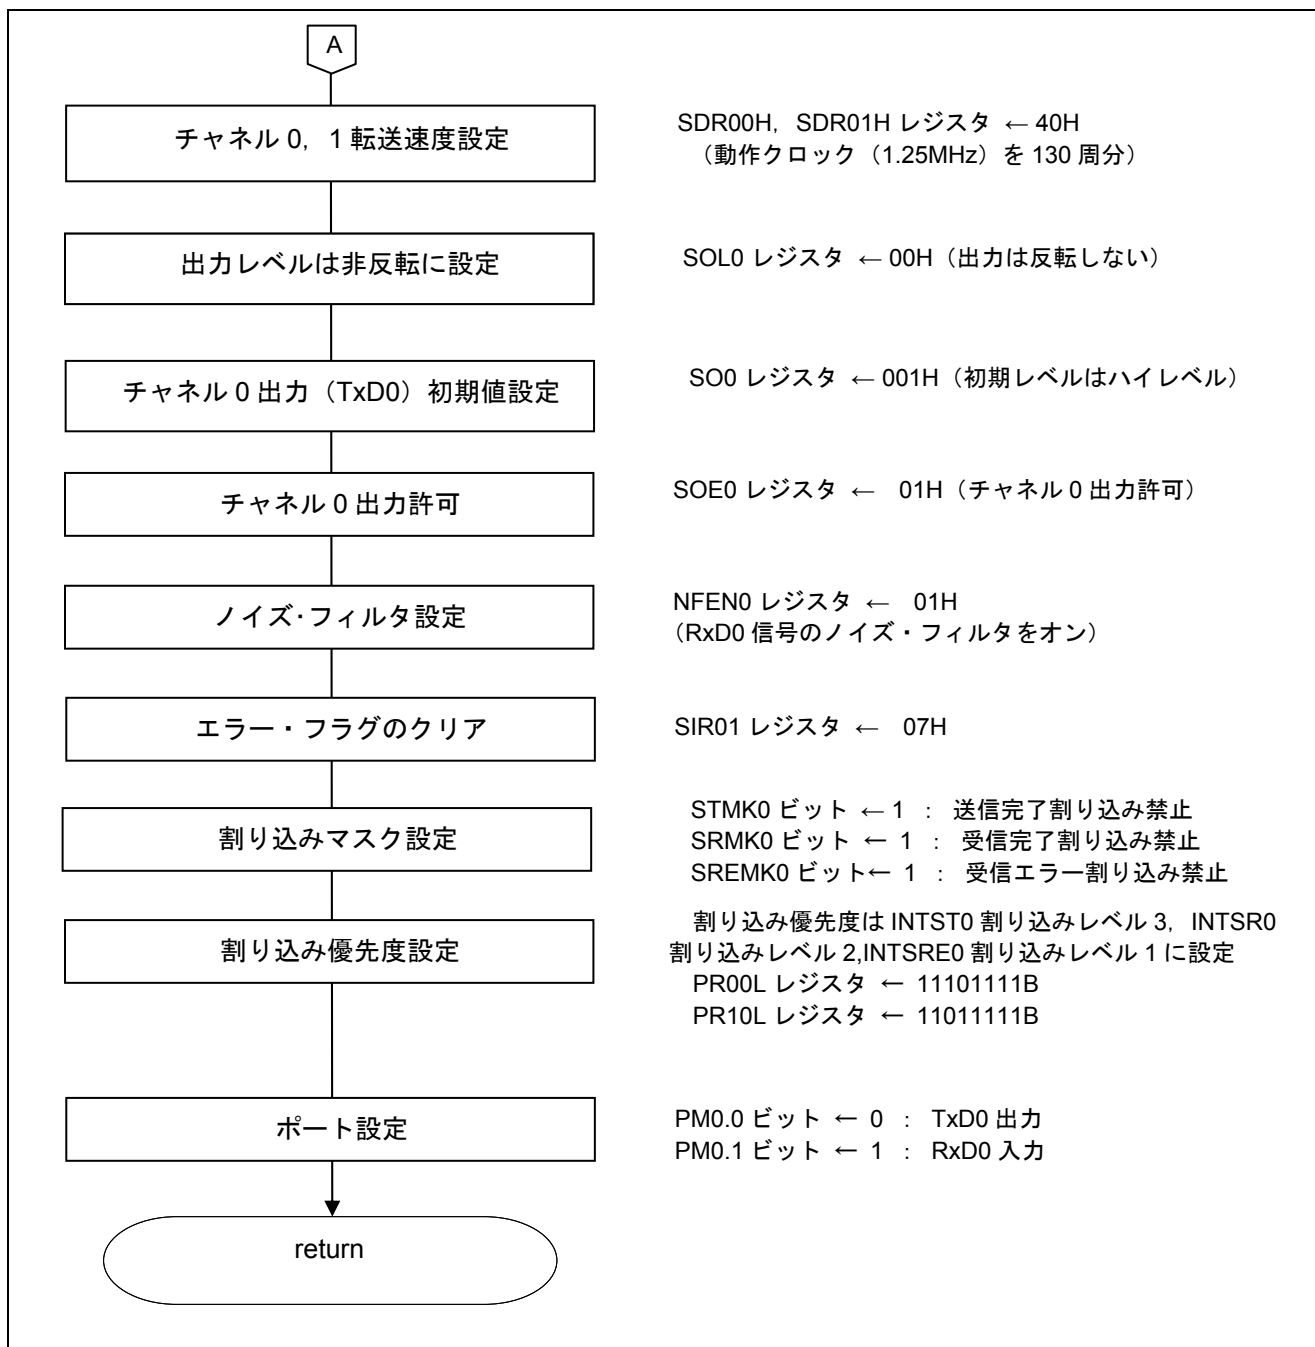 A
チャネル 0, 1 転送速度設定
SDR00H, SDR01H レジスタ ← 40H
(動作クロック(1.25MHz)を 130 周分)
出力レベルは非反転に設定
SOL0 レジスタ ← 00H(出力は反転しない)
チャネル 0 出力(TxD0)初期値設定
SO0 レジスタ ← 001H(初期レベルはハイレベル)
チャネル 0 出力許可
SOE0 レジスタ ← 01H(チャネル 0 出力許可)
ノイズ・フィルタ設定
NFEN0 レジスタ ← 01H
(RxD0 信号のノイズ・フィルタをオン)
エラー・フラグのクリア
SIR01 レジスタ ← 07H
割り込みマスク設定
STMK0 ビット ← 1 : 送信完了割り込み禁止
SRMK0 ビット ← 1 : 受信完了割り込み禁止
SREMK0 ビット← 1 : 受信エラー割り込み禁止
割り込み優先度設定
割り込み優先度は INTST0 割り込みレベル 3, INTSR0
割り込みレベル 2,INTSRE0 割り込みレベル 1 に設定
PR00L レジスタ ← 11101111B
PR10L レジスタ ← 11011111B
ポート設定
PM0.0 ビット ← 0 : TxD0 出力
PM0.1 ビット ← 1 : RxD0 入力
return